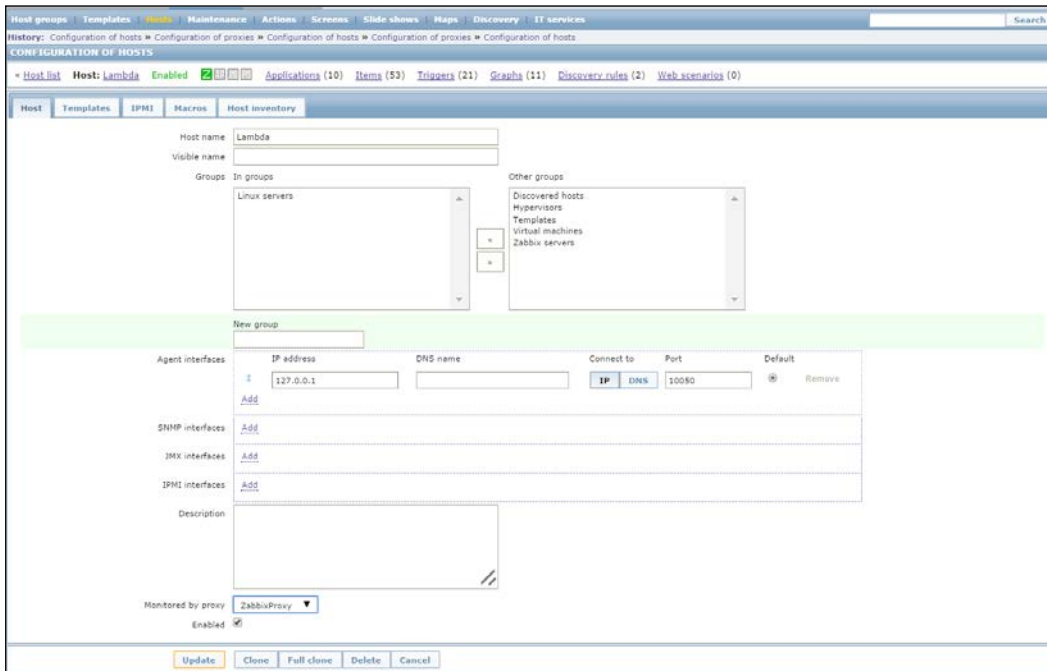 Host groups | Templates | Hosts | Maintenance | Actions | Screens | Slide shows | Maps | Discovery | IT services
Search
History: Configuration of hosts » Configuration of proxies » Configuration of hosts » Configuration of proxies » Configuration of hosts
CONFIGURATION OF HOSTS
« Host list Host: Lambda Enabled Z Applications (10) Items (53) Triggers (21) Graphs (11) Discovery rules (2) Web scenarios (0)
Host Templates IPMI Macros Host inventory
Host name Lambda
Visible name
Groups In groups Other groups
Linux servers
Discovered hosts
Hypervisors
Templates
Virtual machines
Zabbix servers
New group
Agent interfaces IP address DNS name Connect to Port Default
127.0.0.1 IP DNS 10050 Remove
Add
SNMP interfaces Add
JMX interfaces Add
IPMI interfaces Add
Description
Monitored by proxy ZabbixProxy
Enabled
Update Clone Full clone Delete Cancel